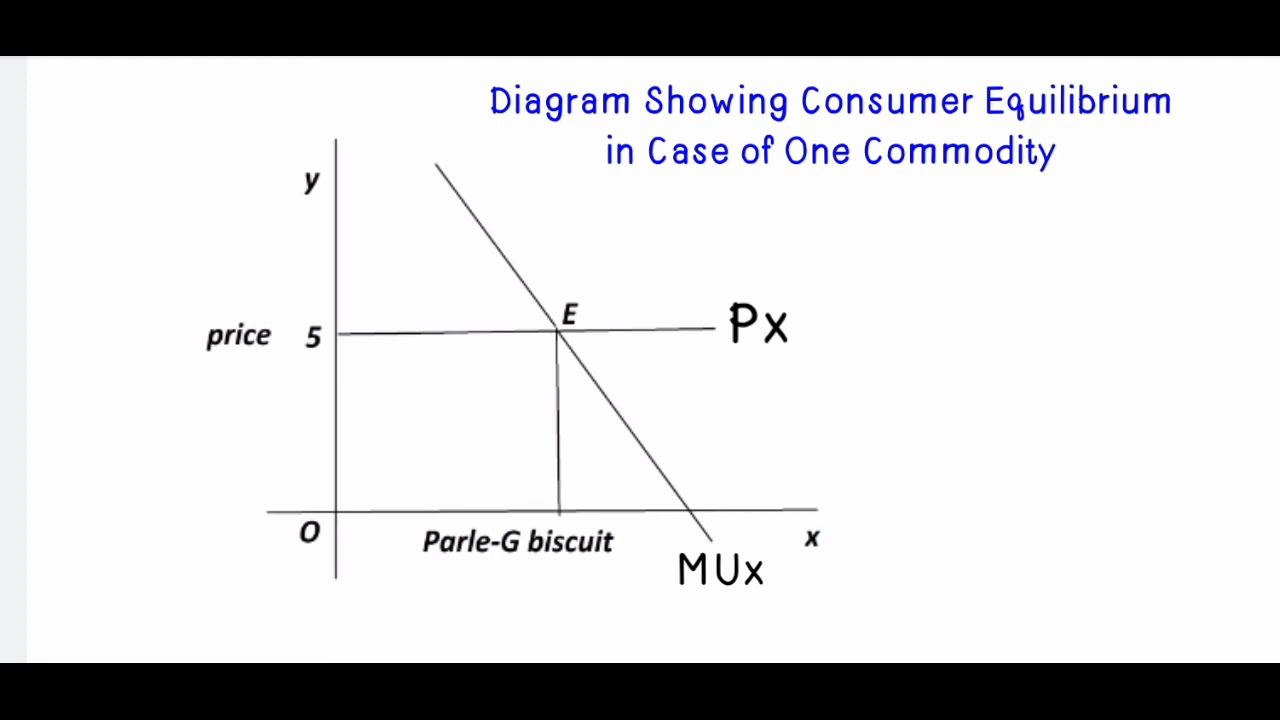 Diagram Showing Consumer Equilibrium
in Case of One Commodity
y
E
price 5
Px
O
Parle-G biscuit
x
MUx